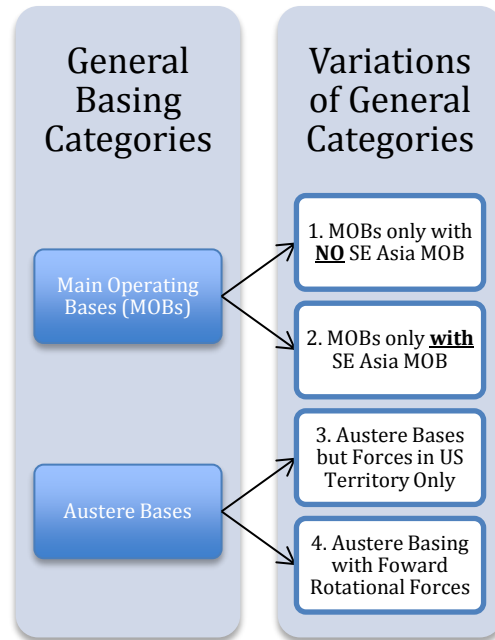 General
Basing
Categories
Main Operating
Bases (MOBs)
Austere Bases
Variations
of General
Categories
1. MOBs only with
NO SE Asia MOB
2. MOBs only with
SE Asia MOB
3. Austere Bases
but Forces in US
Territory Only
4. Austere Basing
with Foward
Rotational Forces